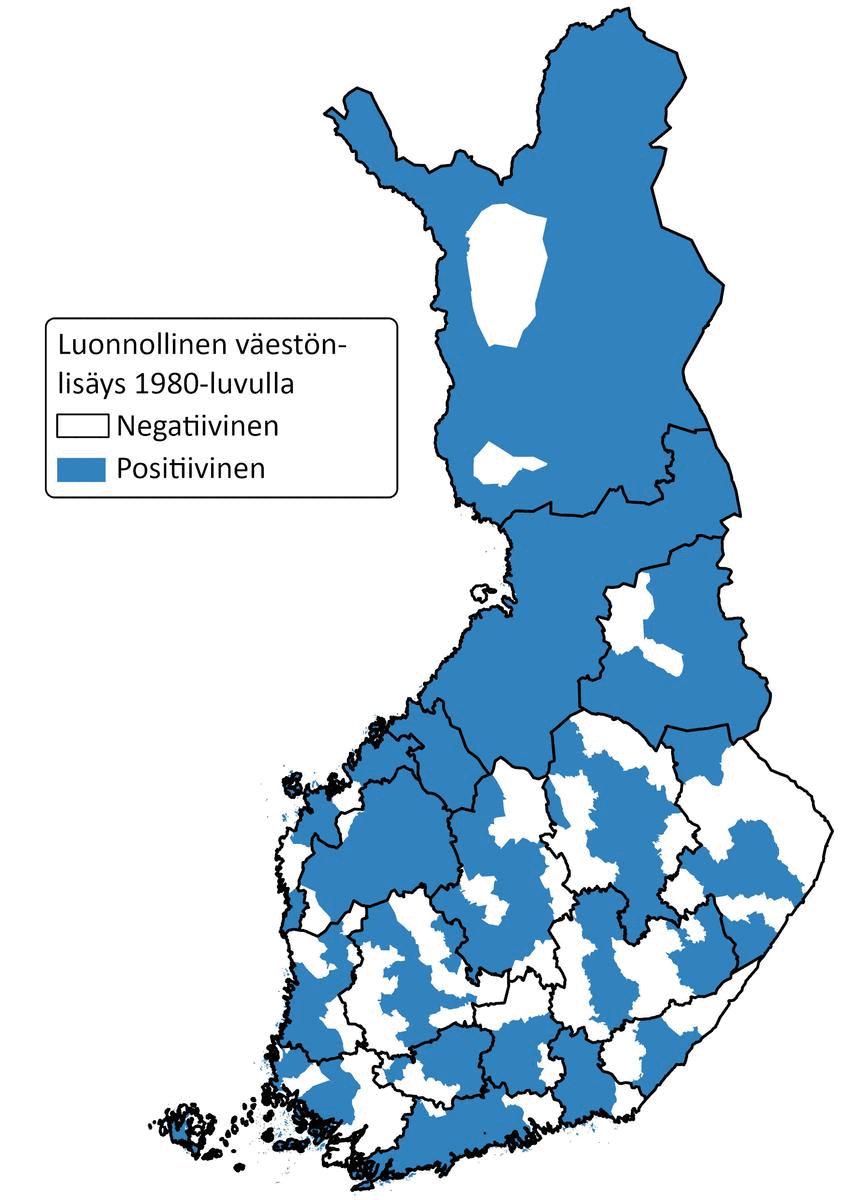 Luonnollinen väestön-
lisäys 1980-luvulla
Negatiivinen
Positiivinen